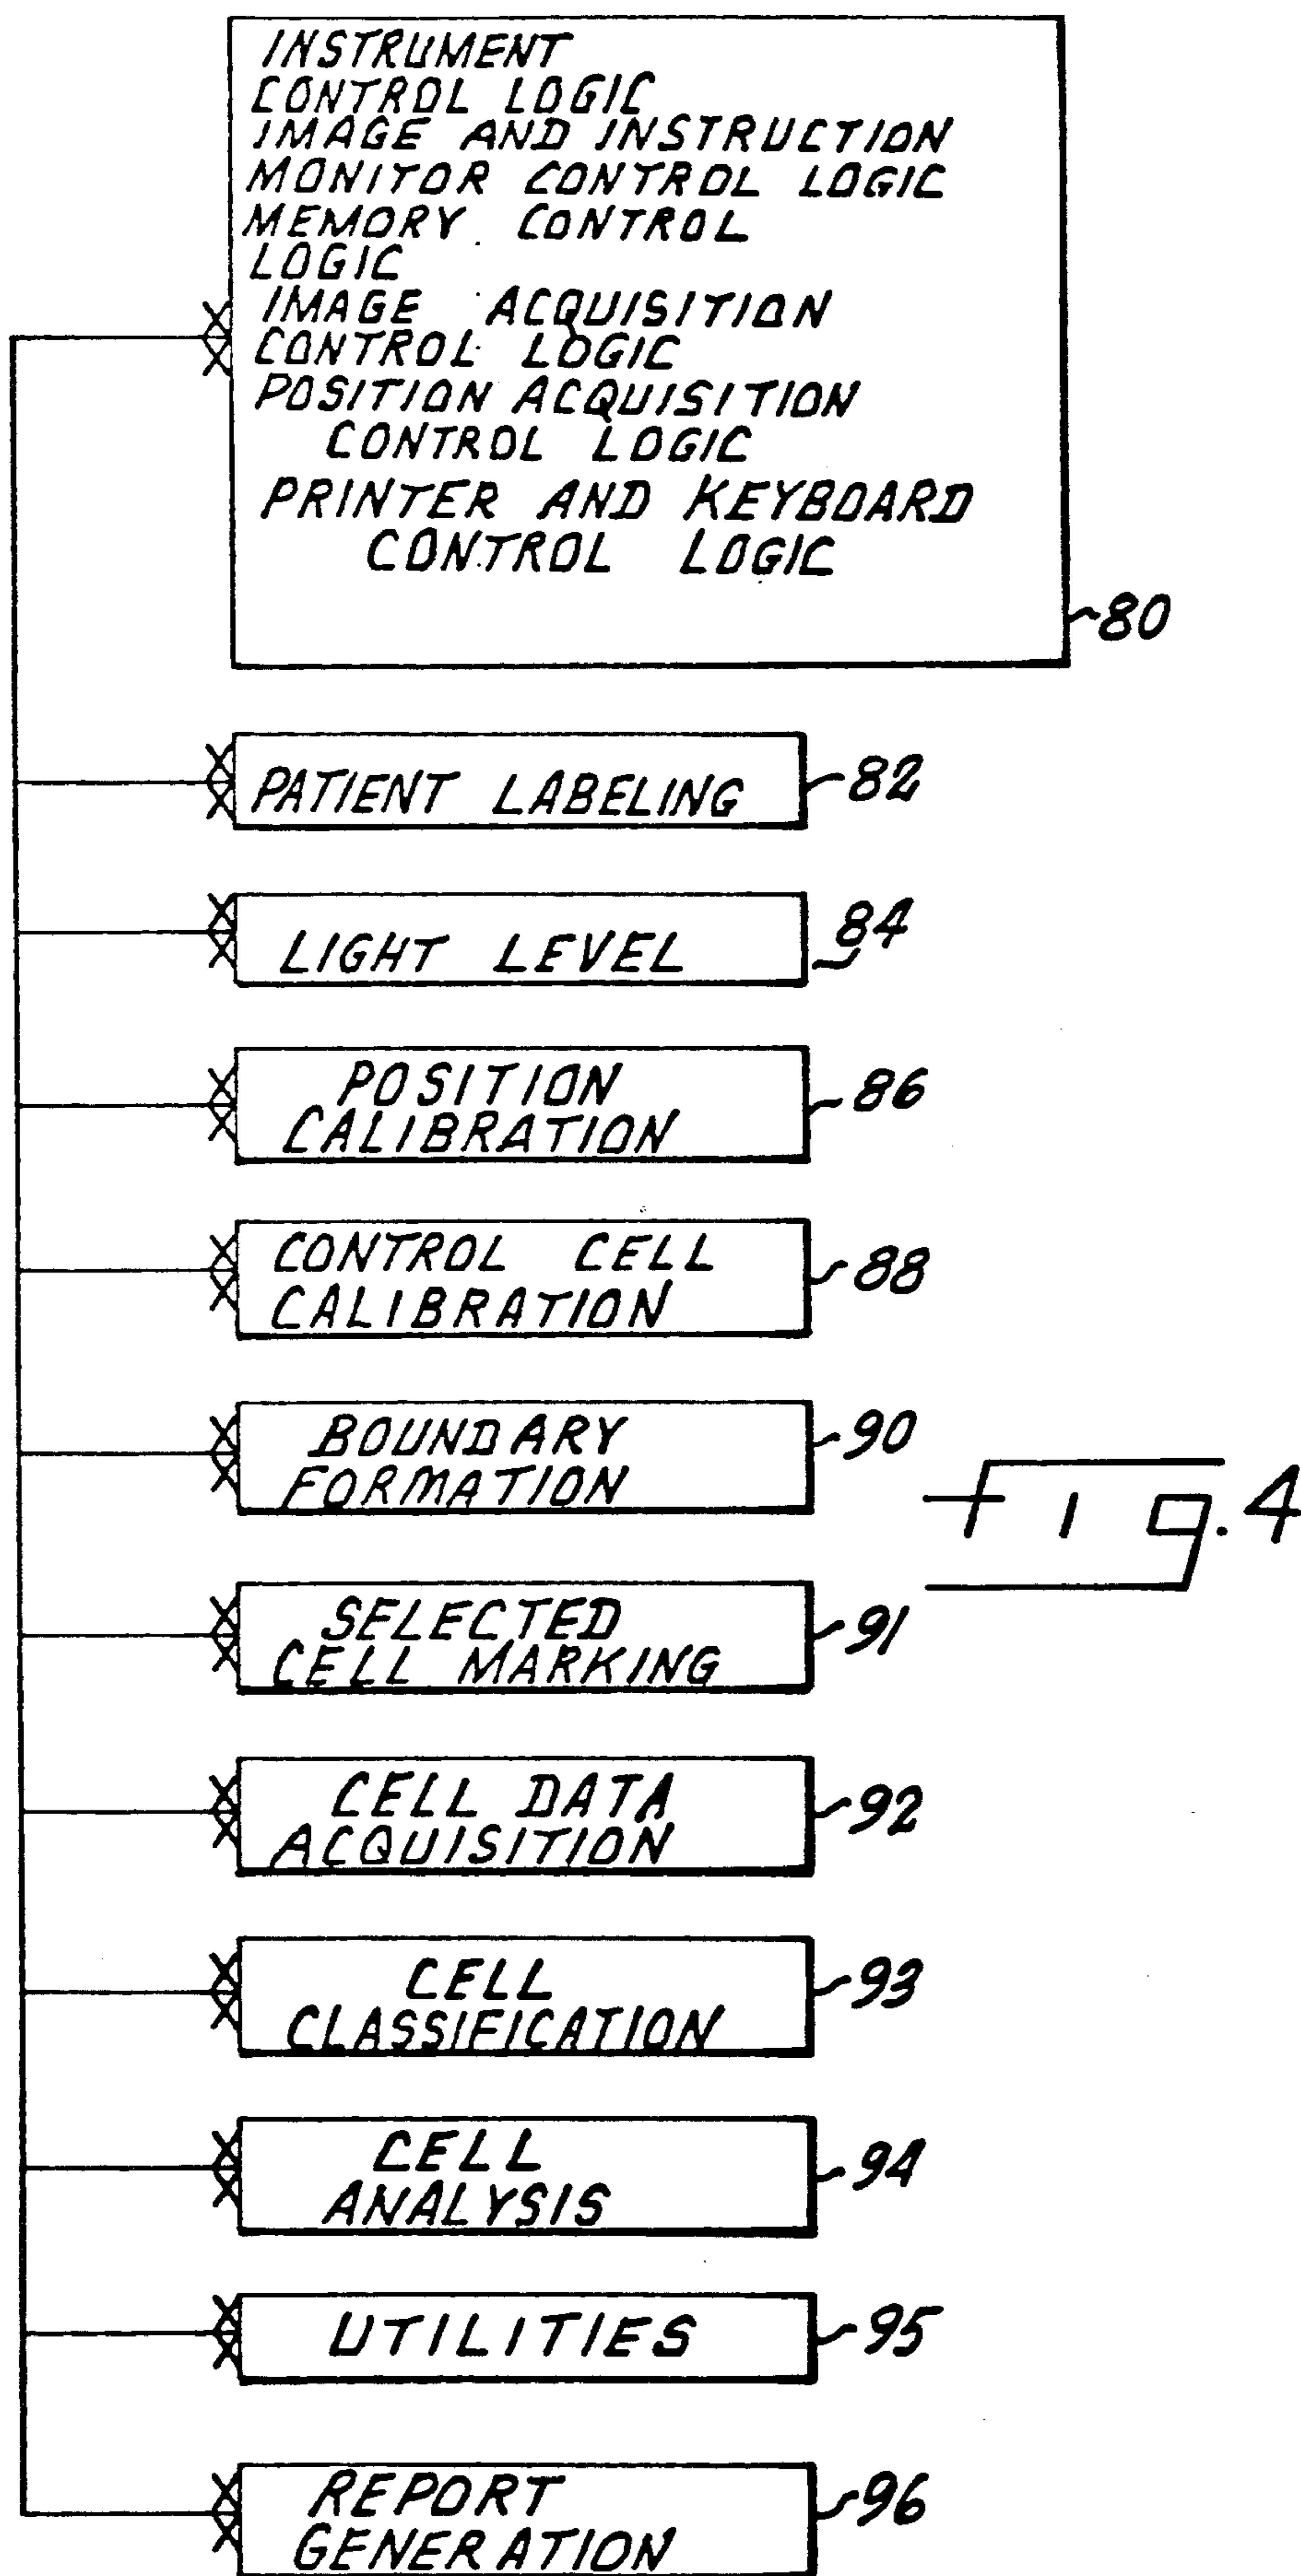 INSTRUMENT
CONTROL LOGIC
IMAGE AND INSTRUCTION
MONITOR CONTROL LOGIC
MEMORY CONTROL
LOGIC
IMAGE ACQUISITION
CONTROL LOGIC
POSITION ACQUISITION
CONTROL LOGIC
PRINTER AND KEYBOARD
CONTROL LOGIC
80
PATIENT LABELING
82
LIGHT LEVEL
84
POSITION
CALIBRATION
86
CONTROL CELL
CALIBRATION
88
BOUNDARY
FORMATION
90
Fig. 4
SELECTED
CELL MARKING
91
CELL DATA
ACQUISITION
92
CELL
CLASSIFICATION
93
CELL
ANALYSIS
94
UTILITIES
95
REPORT
GENERATION
96